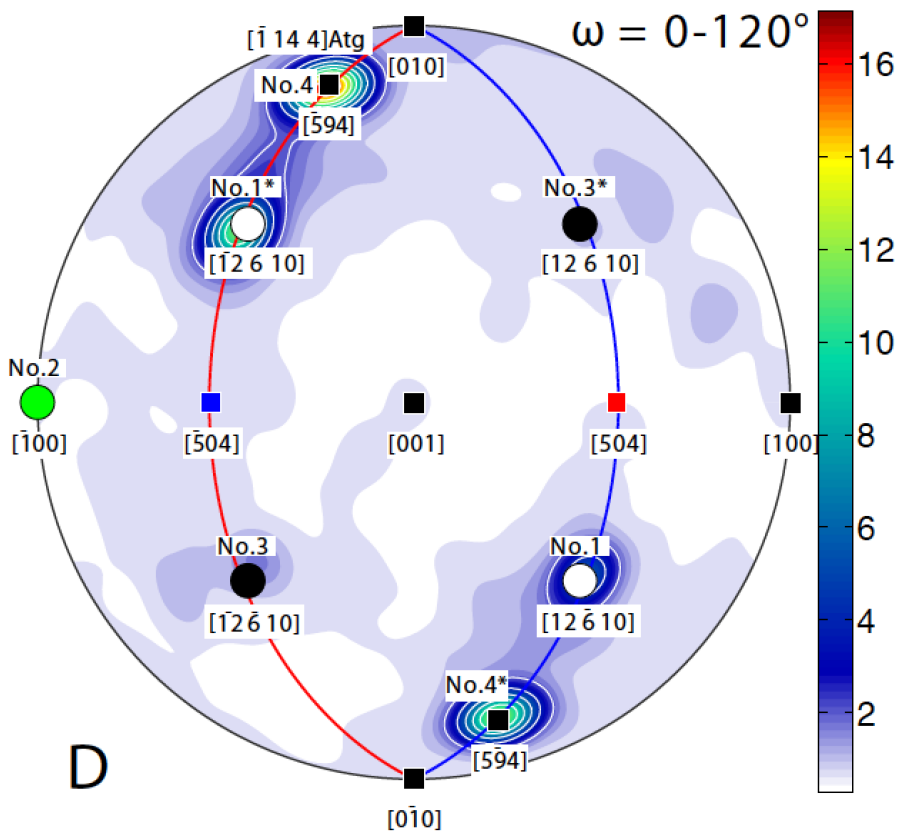 ω = 0-120°
[1̄ 14 4]Atg
No.4
[010]
[5̄94]
No.1*
No.3*
[1̄2 6 10]
[12 6 10]
No.2
[1̄00]
[5̄04]
[001]
[504]
[100]
No.3
No.1
[1̄2 6̄ 10]
[12 6̄ 10]
No.4*
[59̄4]
D
[01̄0]
16
14
12
10
8
6
4
2